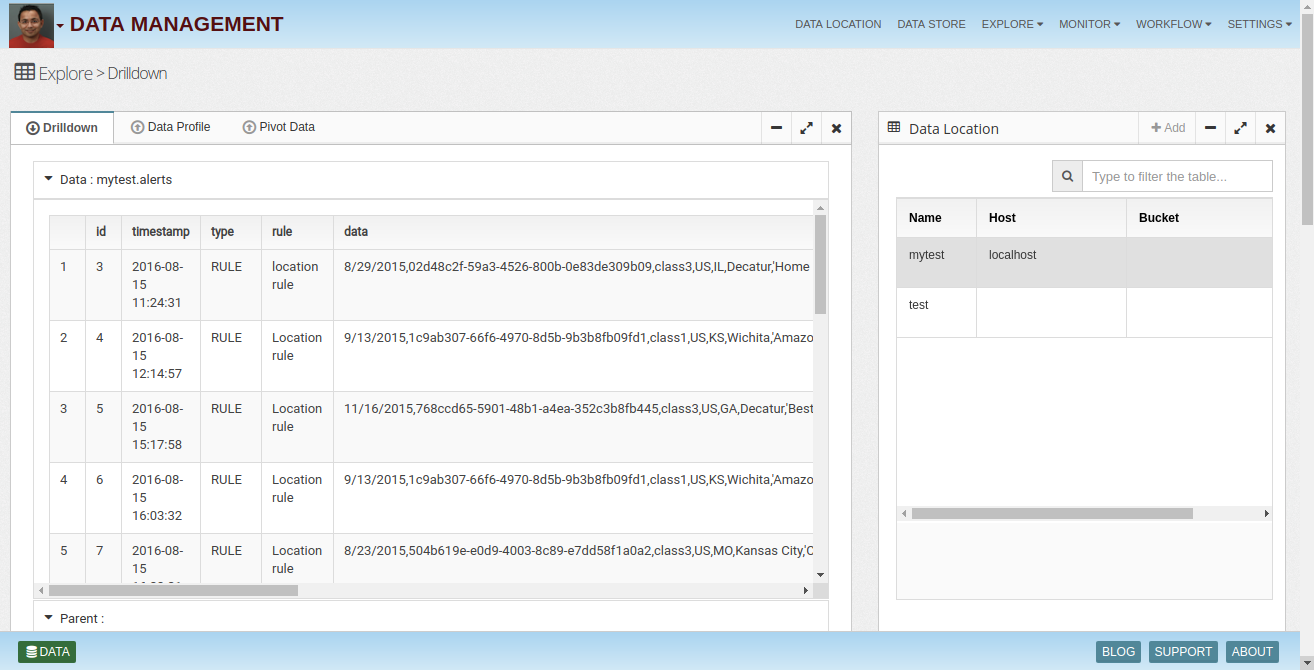 DATA MANAGEMENT
DATA LOCATION DATA STORE EXPLORE MONITOR WORKFLOW SETTINGS
Explore > Drilldown
Drilldown Data Profile Pivot Data
Data : mytest.alerts
id timestamp type rule data
1 3 2016-08- RULE location 8/29/2015,02d48c2f-59a3-4526-800b-0e83de309b09,class3,US,IL,Decatur,'Home
15 rule
11:24:31
2 4 2016-08- RULE Location 9/13/2015,1c9ab307-66f6-4970-8d5b-9b3b8fb09fd1,class1,US,KS,Wichita,'Amazo
15 rule
12:14:57
3 5 2016-08- RULE Location 11/16/2015,768ccd65-5901-48b1-a4ea-352c3b8fb445,class3,US,GA,Decatur,'Best
15 rule
15:17:58
4 6 2016-08- RULE Location 9/13/2015,1c9ab307-66f6-4970-8d5b-9b3b8fb09fd1,class1,US,KS,Wichita,'Amazo
15 rule
16:03:32
5 7 2016-08- RULE Location 8/23/2015,504b619e-e0d9-4003-8c89-e7dd58f1a0a2,class3,US,MO,Kansas City,'
15 rule
Parent :
Data Location
+ Add
Type to filter the table...
Name Host Bucket
mytest localhost
test
DATA
BLOG SUPPORT ABOUT